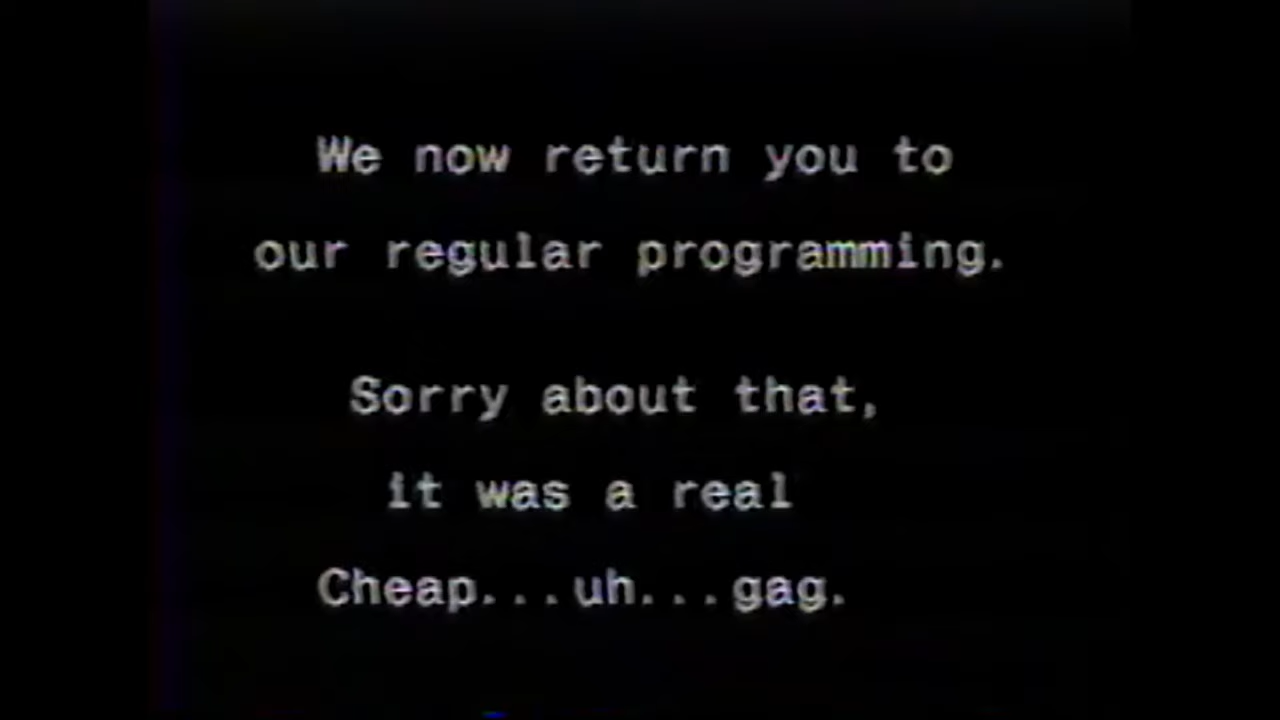 We now return you to
our regular programming.
Sorry about that,
it was a real
Cheap...uh...gag.